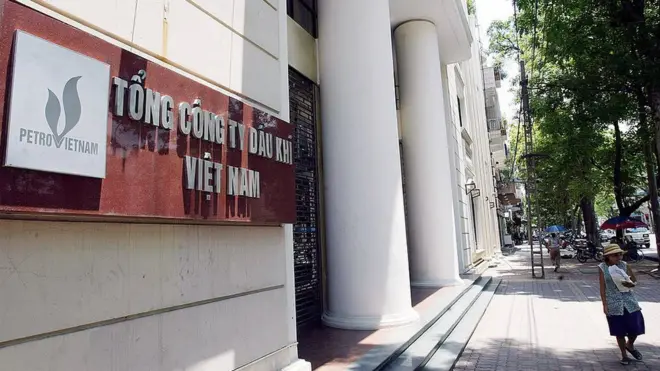 PETROVIETNAM
TỔNG CÔNG TY DẦU KHÍ
VIỆT NAM